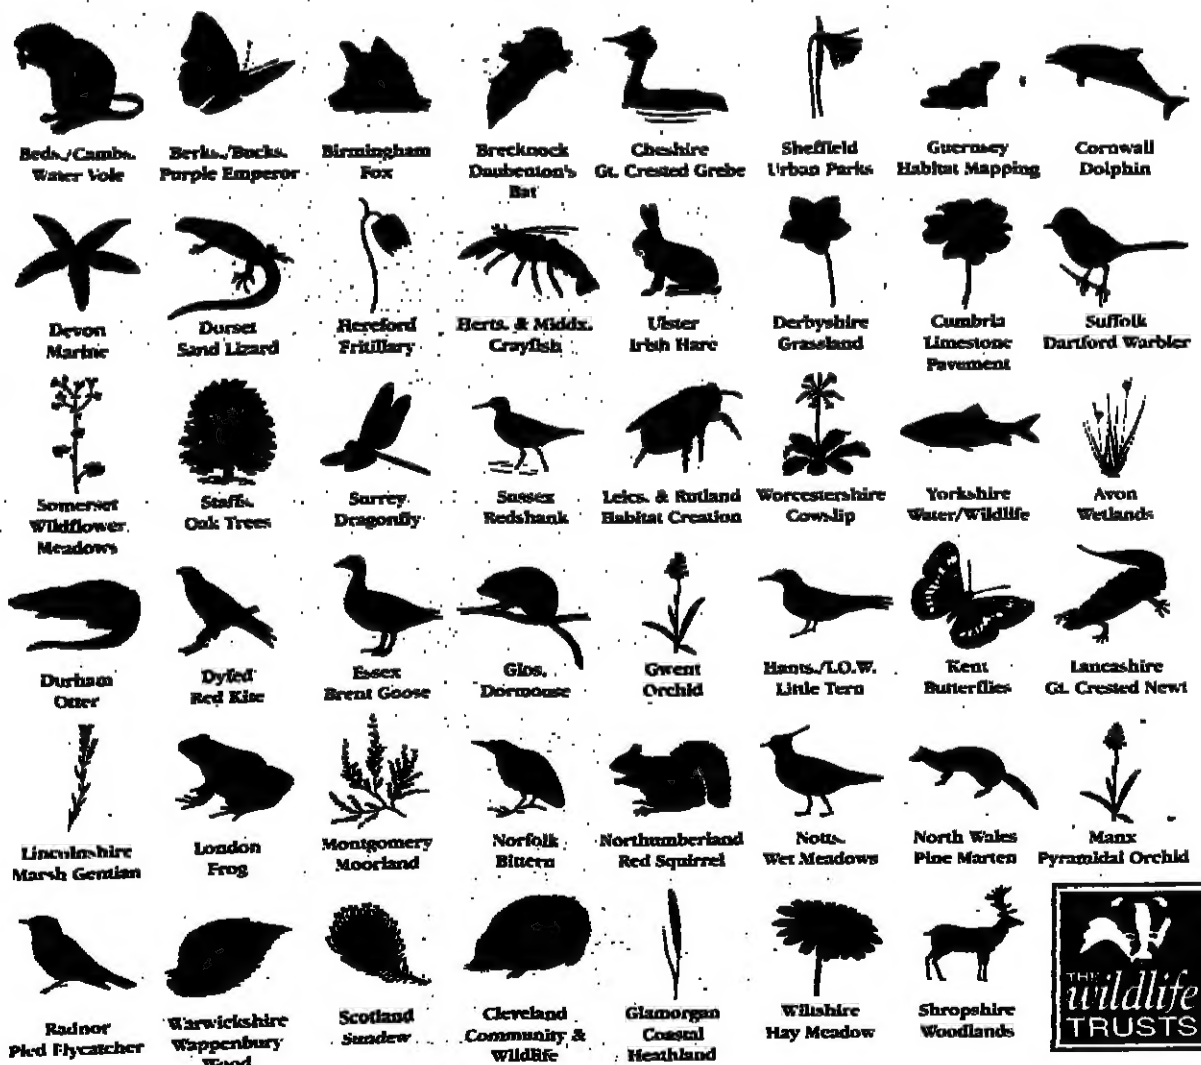 Beds./Cambs.
Water Vole
Berks./Bucks.
Purple Emperor
Birmingham
Fox
Brecknock
Daubenton's
Bat
Cheshire
Gt. Crested Grebe
Sheffield
Urban Parks
Guernsey
Habitat Mapping
Cornwall
Dolphin
Devon
Marine
Dorset
Sand Lizard
Hereford
Fritillary
Herts. & Middx.
Crayfish
Ulster
Irish Hare
Derbyshire
Grassland
Cumbria
Limestone
Pavement
Suffolk
Dartford Warbler
Somerset
Wildflower
Meadows
Staffs.
Oak Trees
Surrey
Dragonfly
Sussex
Redshank
Leics. & Rutland
Habitat Creation
Worcestershire
Cowslip
Yorkshire
Water/Wildlife
Avon
Wetlands
Durham
Otter
Dyfed
Red Kite
Essex
Brent Goose
Glos.
Dormouse
Gwent
Orchid
Hants./I.O.W.
Little Tern
Kent
Butterflies
Lancashire
Gt. Crested Newt
Lincolnshire
Marsh Gentian
London
Frog
Montgomery
Moorland
Norfolk
Bittern
Northumberland
Red Squirrel
Notts.
Wet Meadows
North Wales
Pine Marten
Manx
Pyramidal Orchid
Radnor
Pied Flycatcher
Warwickshire
Wappenbury
Wood
Scotland
Sundew
Cleveland
Community &
Wildlife
Glamorgan
Coastal
Heathland
Wiltshire
Hay Meadow
Shropshire
Woodlands
THE
wildlife
TRUSTS